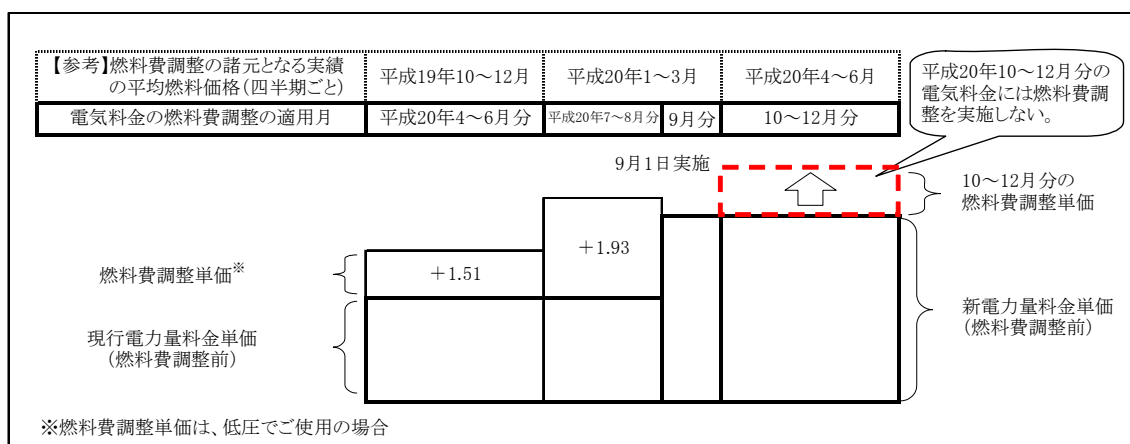 【参考】燃料費調整の諸元となる実績
の平均燃料価格(四半期ごと)
平成19年10～12月
平成20年1～3月
平成20年4～6月
電気料金の燃料費調整の適用月
平成20年4～6月分
平成20年7～8月分
9月分
10～12月分
平成20年10～12月分の
電気料金には燃料費調
整を実施しない。
9月1日実施
10～12月分の
燃料費調整単価
+1.93
+1.51
燃料費調整単価※
現行電力量料金単価
(燃料費調整前)
新電力量料金単価
(燃料費調整前)
※燃料費調整単価は、低圧でご使用の場合